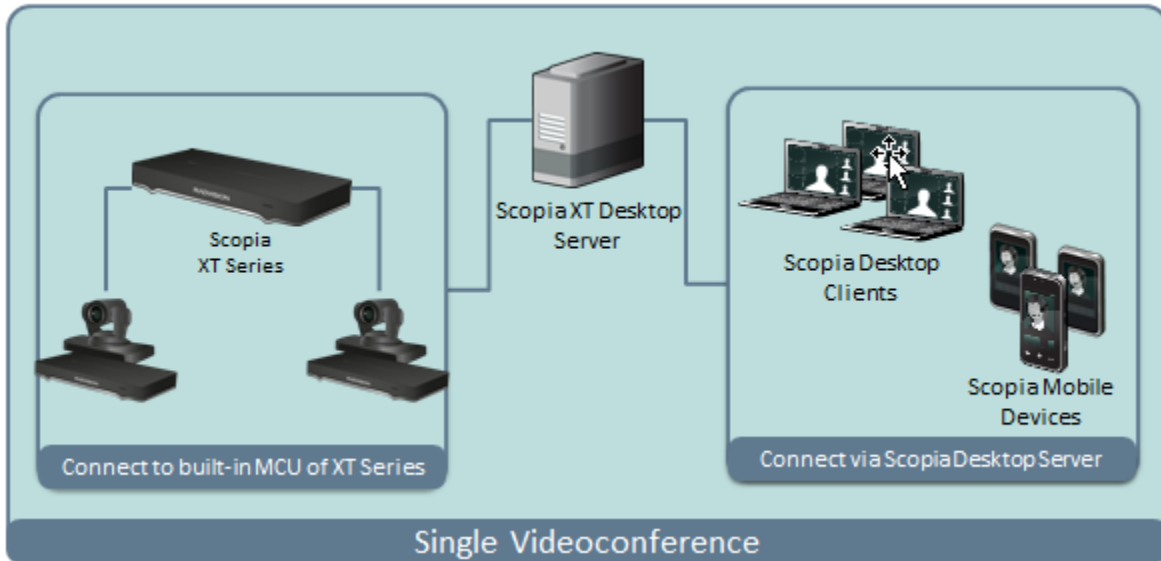 RADVISION
Scopia
XT Series
Connect to built-in MCU of XT Series
Scopia XT Desktop
Server
Scopia Desktop
Clients
Scopia Mobile
Devices
Connect via Scopia Desktop Server
Single Videoconference